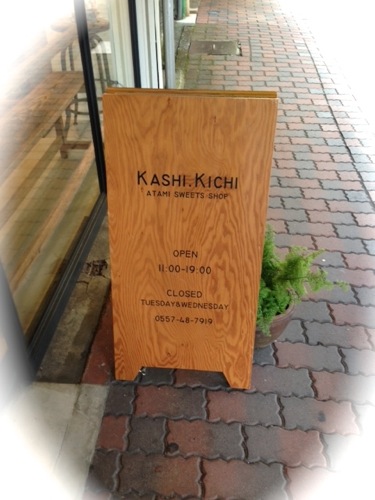 KASHI.KICHI
ATAMI SWEETS SHOP
OPEN
11:00-19:00
CLOSED
TUESDAY&WEDNESDAY
0557-48-7919